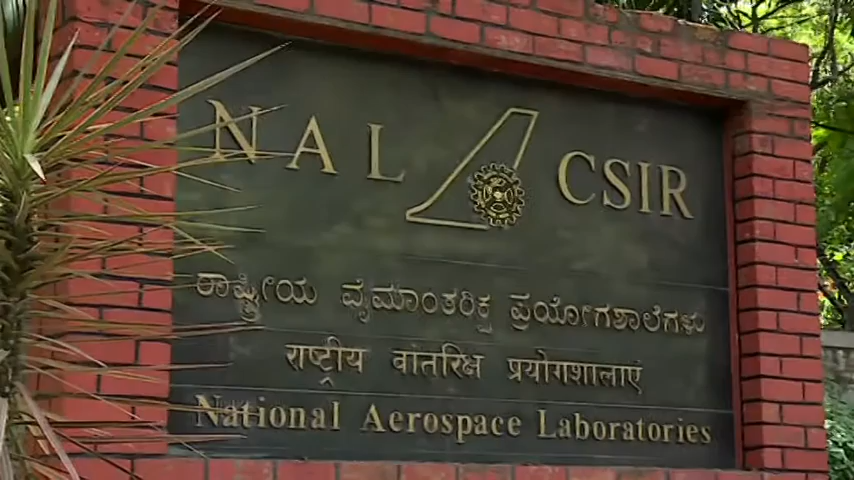 NAL CSIR
ರಾಷ್ಟ್ರೀಯ ವೈಮಾಂತರಿಕ್ಷ ಪ್ರಯೋಗಶಾಲೆಗಳು
राष्ट्रीय वांतरिक्ष प्रयोगशालाएँ
National Aerospace Laboratories